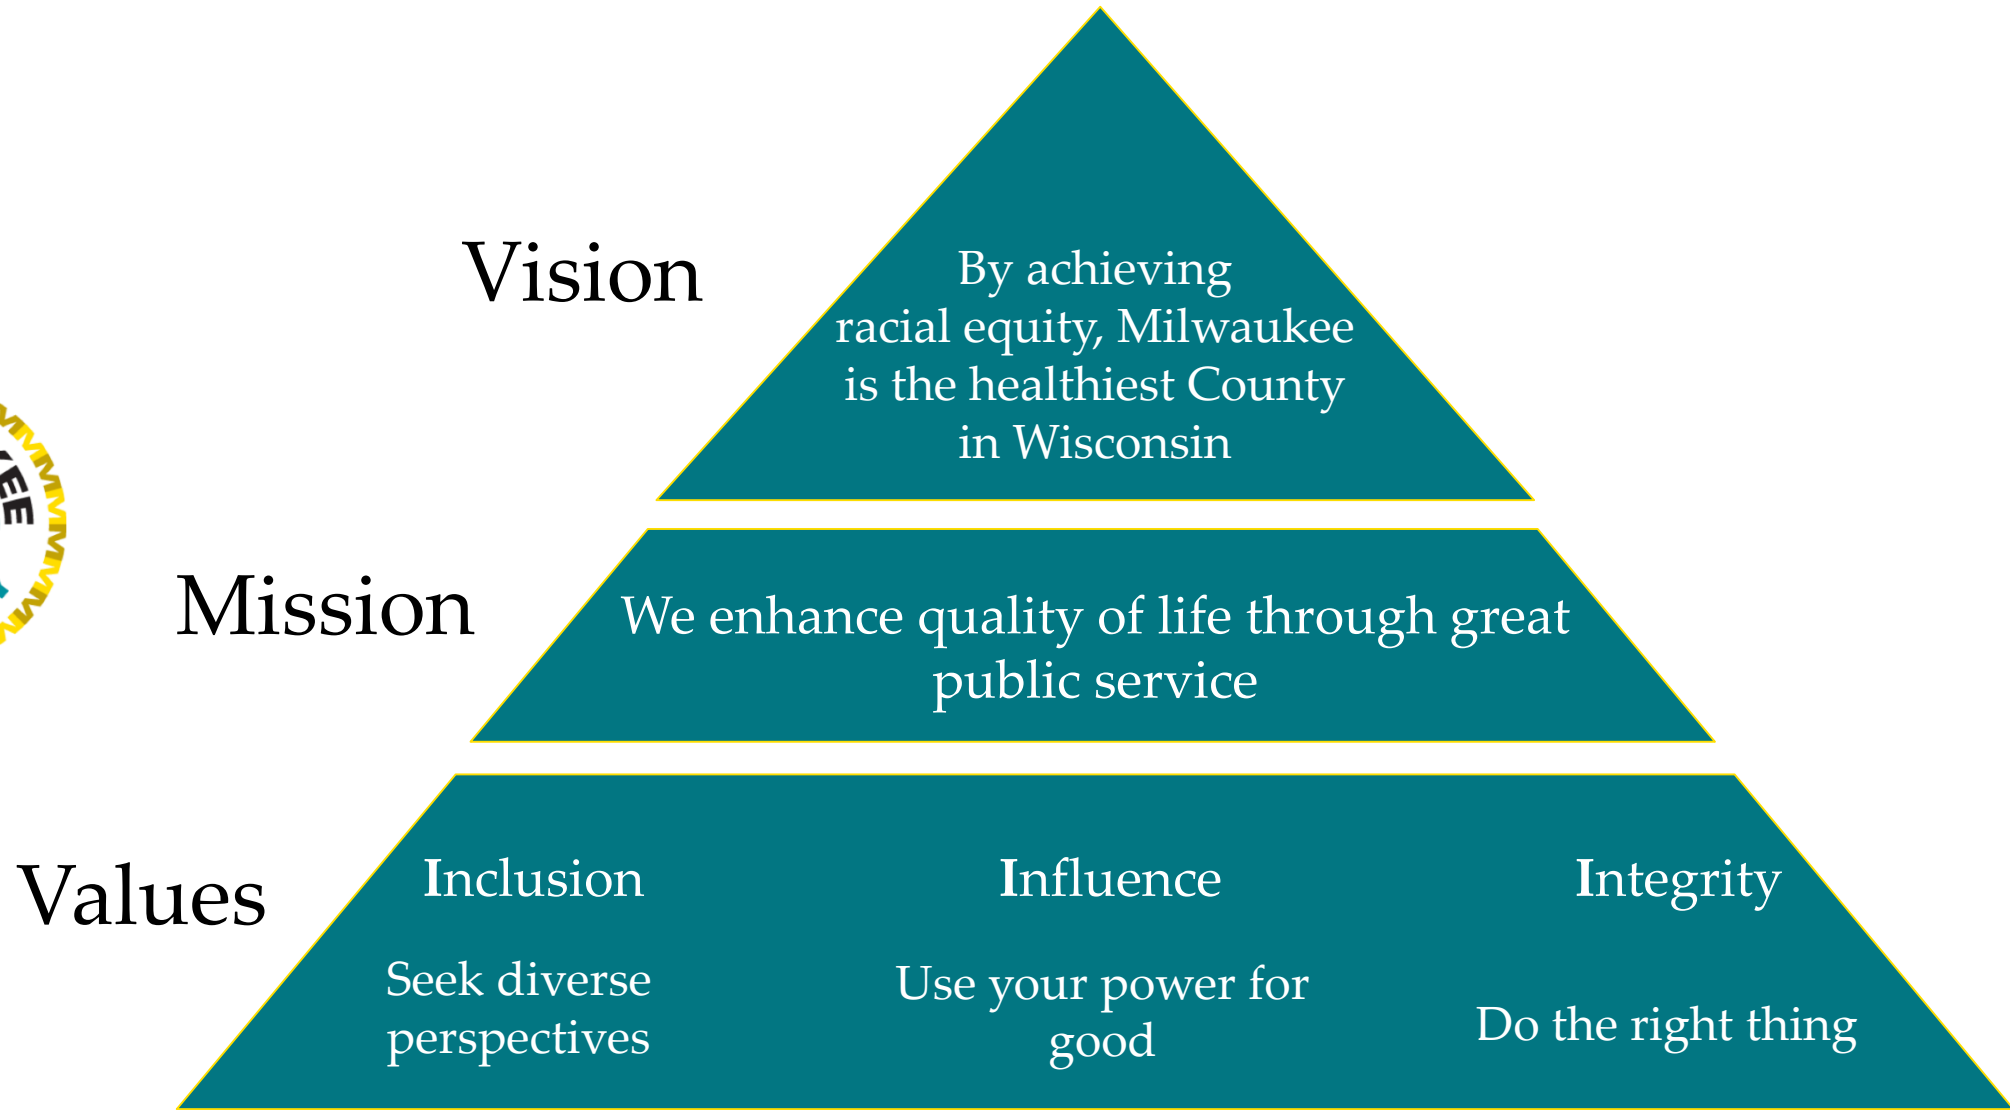 Vision
By achieving
racial equity, Milwaukee
is the healthiest County
in Wisconsin
Mission
We enhance quality of life through great
public service
Values
Inclusion
Influence
Integrity
Seek diverse
perspectives
Use your power for
good
Do the right thing